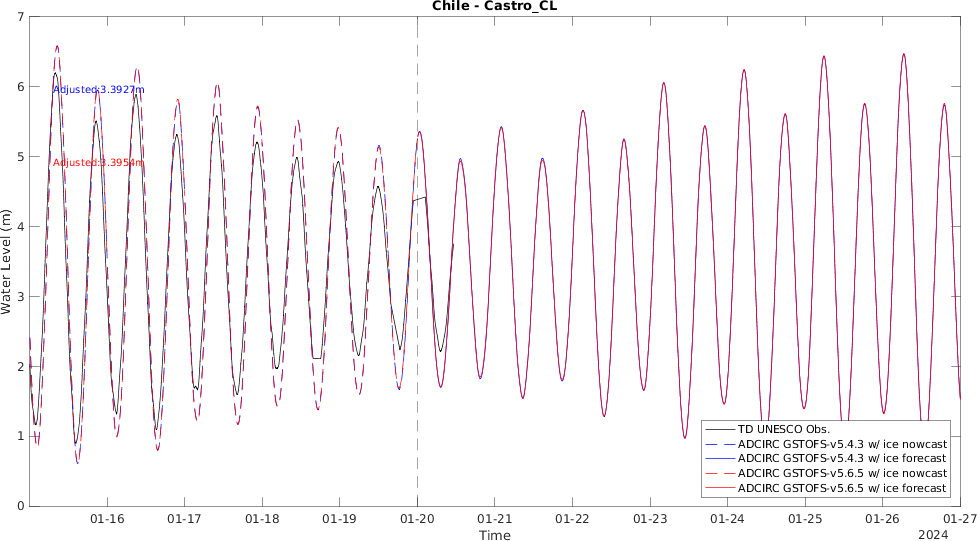 Chile - Castro_CL
7
6
5
4
3
2
1
0
Water Level (m)
Adjusted:3.3927m
Adjusted:3.3954m
TD UNESCO Obs.
ADCIRC GSTOFS-v5.4.3 w/ ice nowcast
ADCIRC GSTOFS-v5.4.3 w/ ice forecast
ADCIRC GSTOFS-v5.6.5 w/ ice nowcast
ADCIRC GSTOFS-v5.6.5 w/ ice forecast
01-16 01-17 01-18 01-19 01-20 01-21 01-22 01-23 01-24 01-25 01-26 01-27
Time
2024